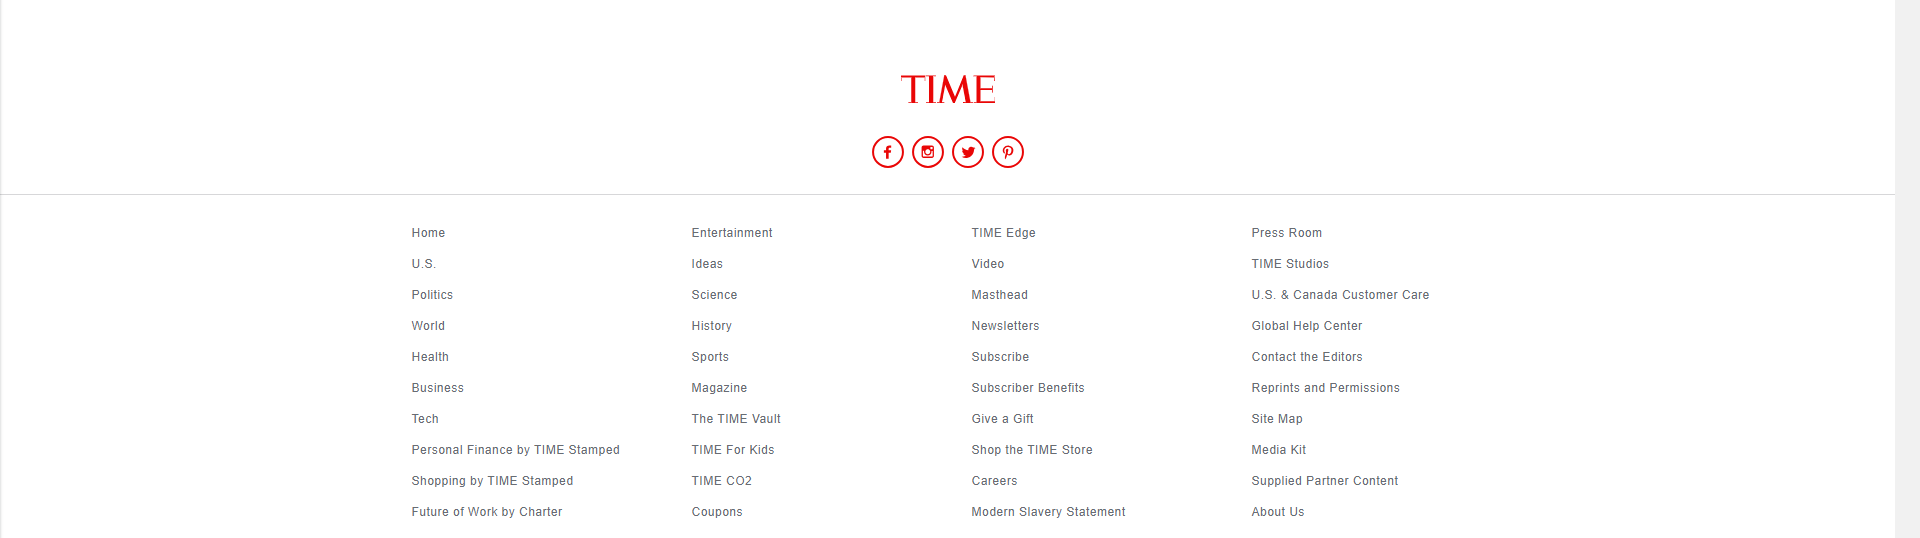 TIME
Home
U.S.
Politics
World
Health
Business
Tech
Personal Finance by TIME Stamped
Shopping by TIME Stamped
Future of Work by Charter
Entertainment
Ideas
Science
History
Sports
Magazine
The TIME Vault
TIME For Kids
TIME CO2
Coupons
TIME Edge
Video
Masthead
Newsletters
Subscribe
Subscriber Benefits
Give a Gift
Shop the TIME Store
Careers
Modern Slavery Statement
Press Room
TIME Studios
U.S. & Canada Customer Care
Global Help Center
Contact the Editors
Reprints and Permissions
Site Map
Media Kit
Supplied Partner Content
About Us